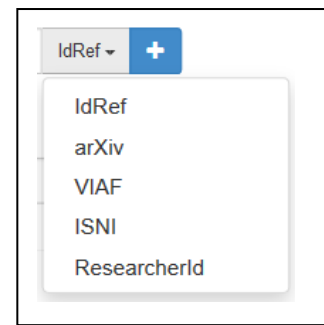 IdRef
IdRef
arXiv
VIAF
ISNI
ResearcherId